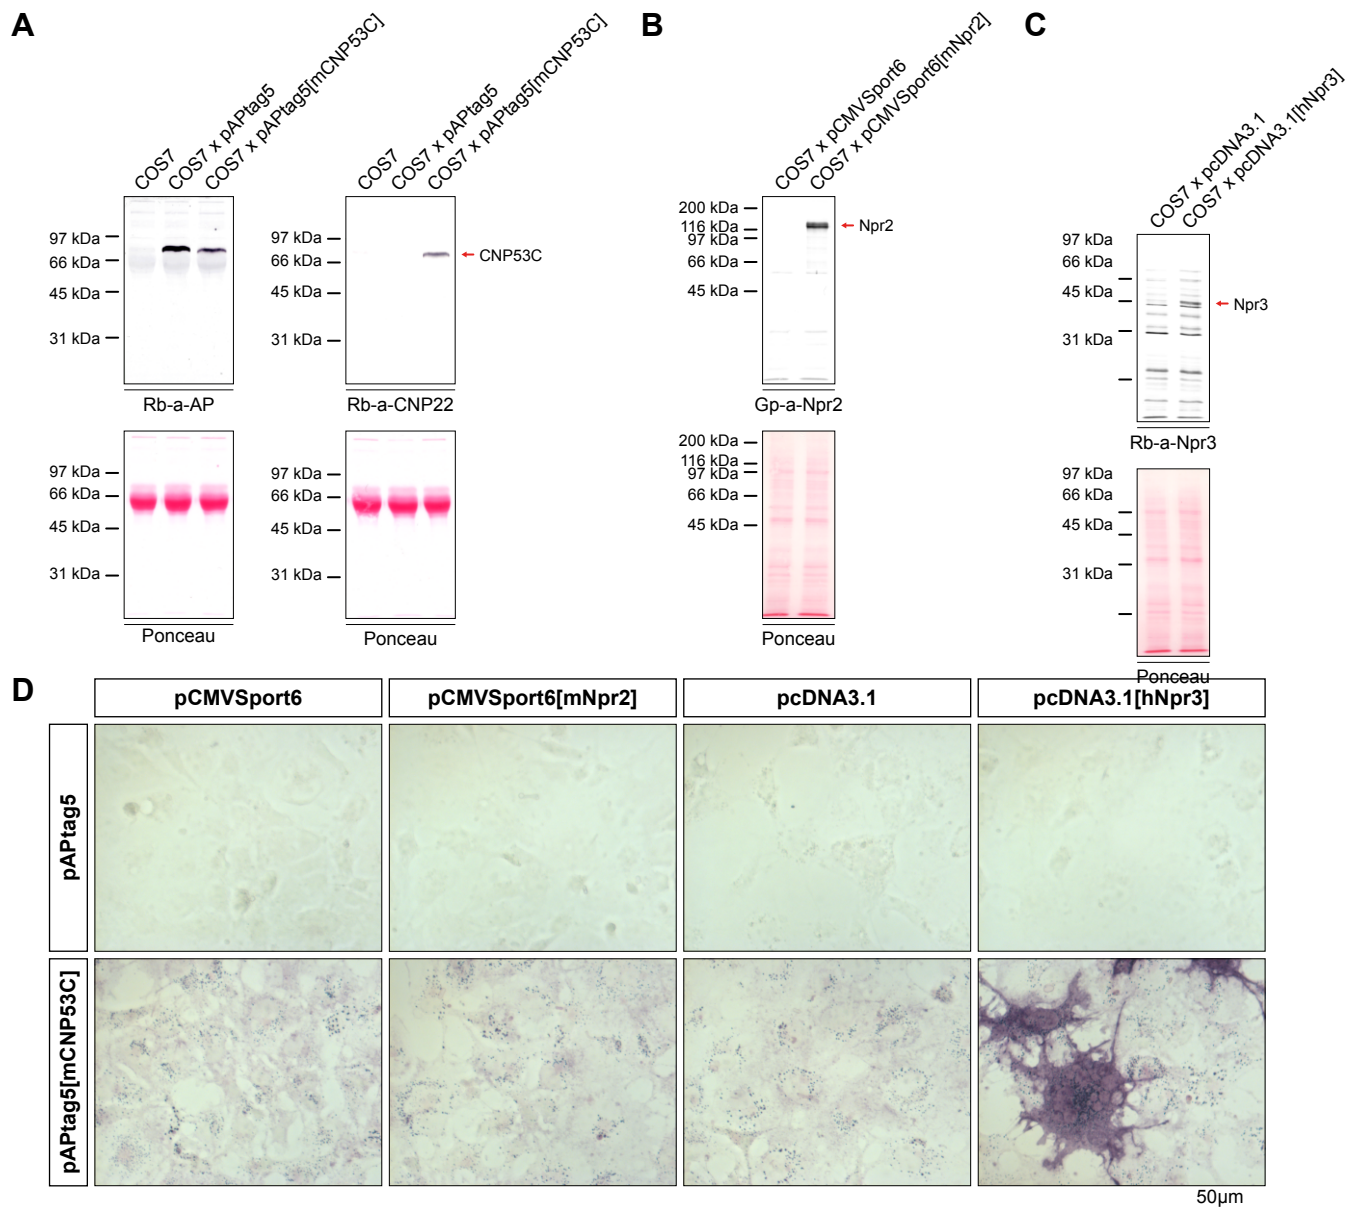 A
COS7
COS7 x pAPtag5
COS7 x pAPtag5[mCNP53C]
97 kDa
66 kDa
45 kDa
31 kDa
Rb-a-AP
97 kDa
66 kDa
45 kDa
31 kDa
Ponceau
COS7
COS7 x pAPtag5
COS7 x pAPtag5[mCNP53C]
97 kDa
66 kDa
45 kDa
31 kDa
CNP53C
Rb-a-CNP22
97 kDa
66 kDa
45 kDa
31 kDa
Ponceau
B
COS7 x pCMVSport6
COS7 x pCMVSport6[mNpr2]
200 kDa
116 kDa
97 kDa
66 kDa
45 kDa
Npr2
Gp-a-Npr2
200 kDa
116 kDa
97 kDa
66 kDa
45 kDa
Ponceau
C
COS7 x pcDNA3.1
COS7 x pcDNA3.1[hNpr3]
97 kDa
66 kDa
45 kDa
31 kDa
Npr3
Rb-a-Npr3
97 kDa
66 kDa
45 kDa
31 kDa
Ponceau
D
pCMVSport6
pCMVSport6[mNpr2]
pcDNA3.1
pcDNA3.1[hNpr3]
pAPtag5
pAPtag5[mCNP53C]
50µm